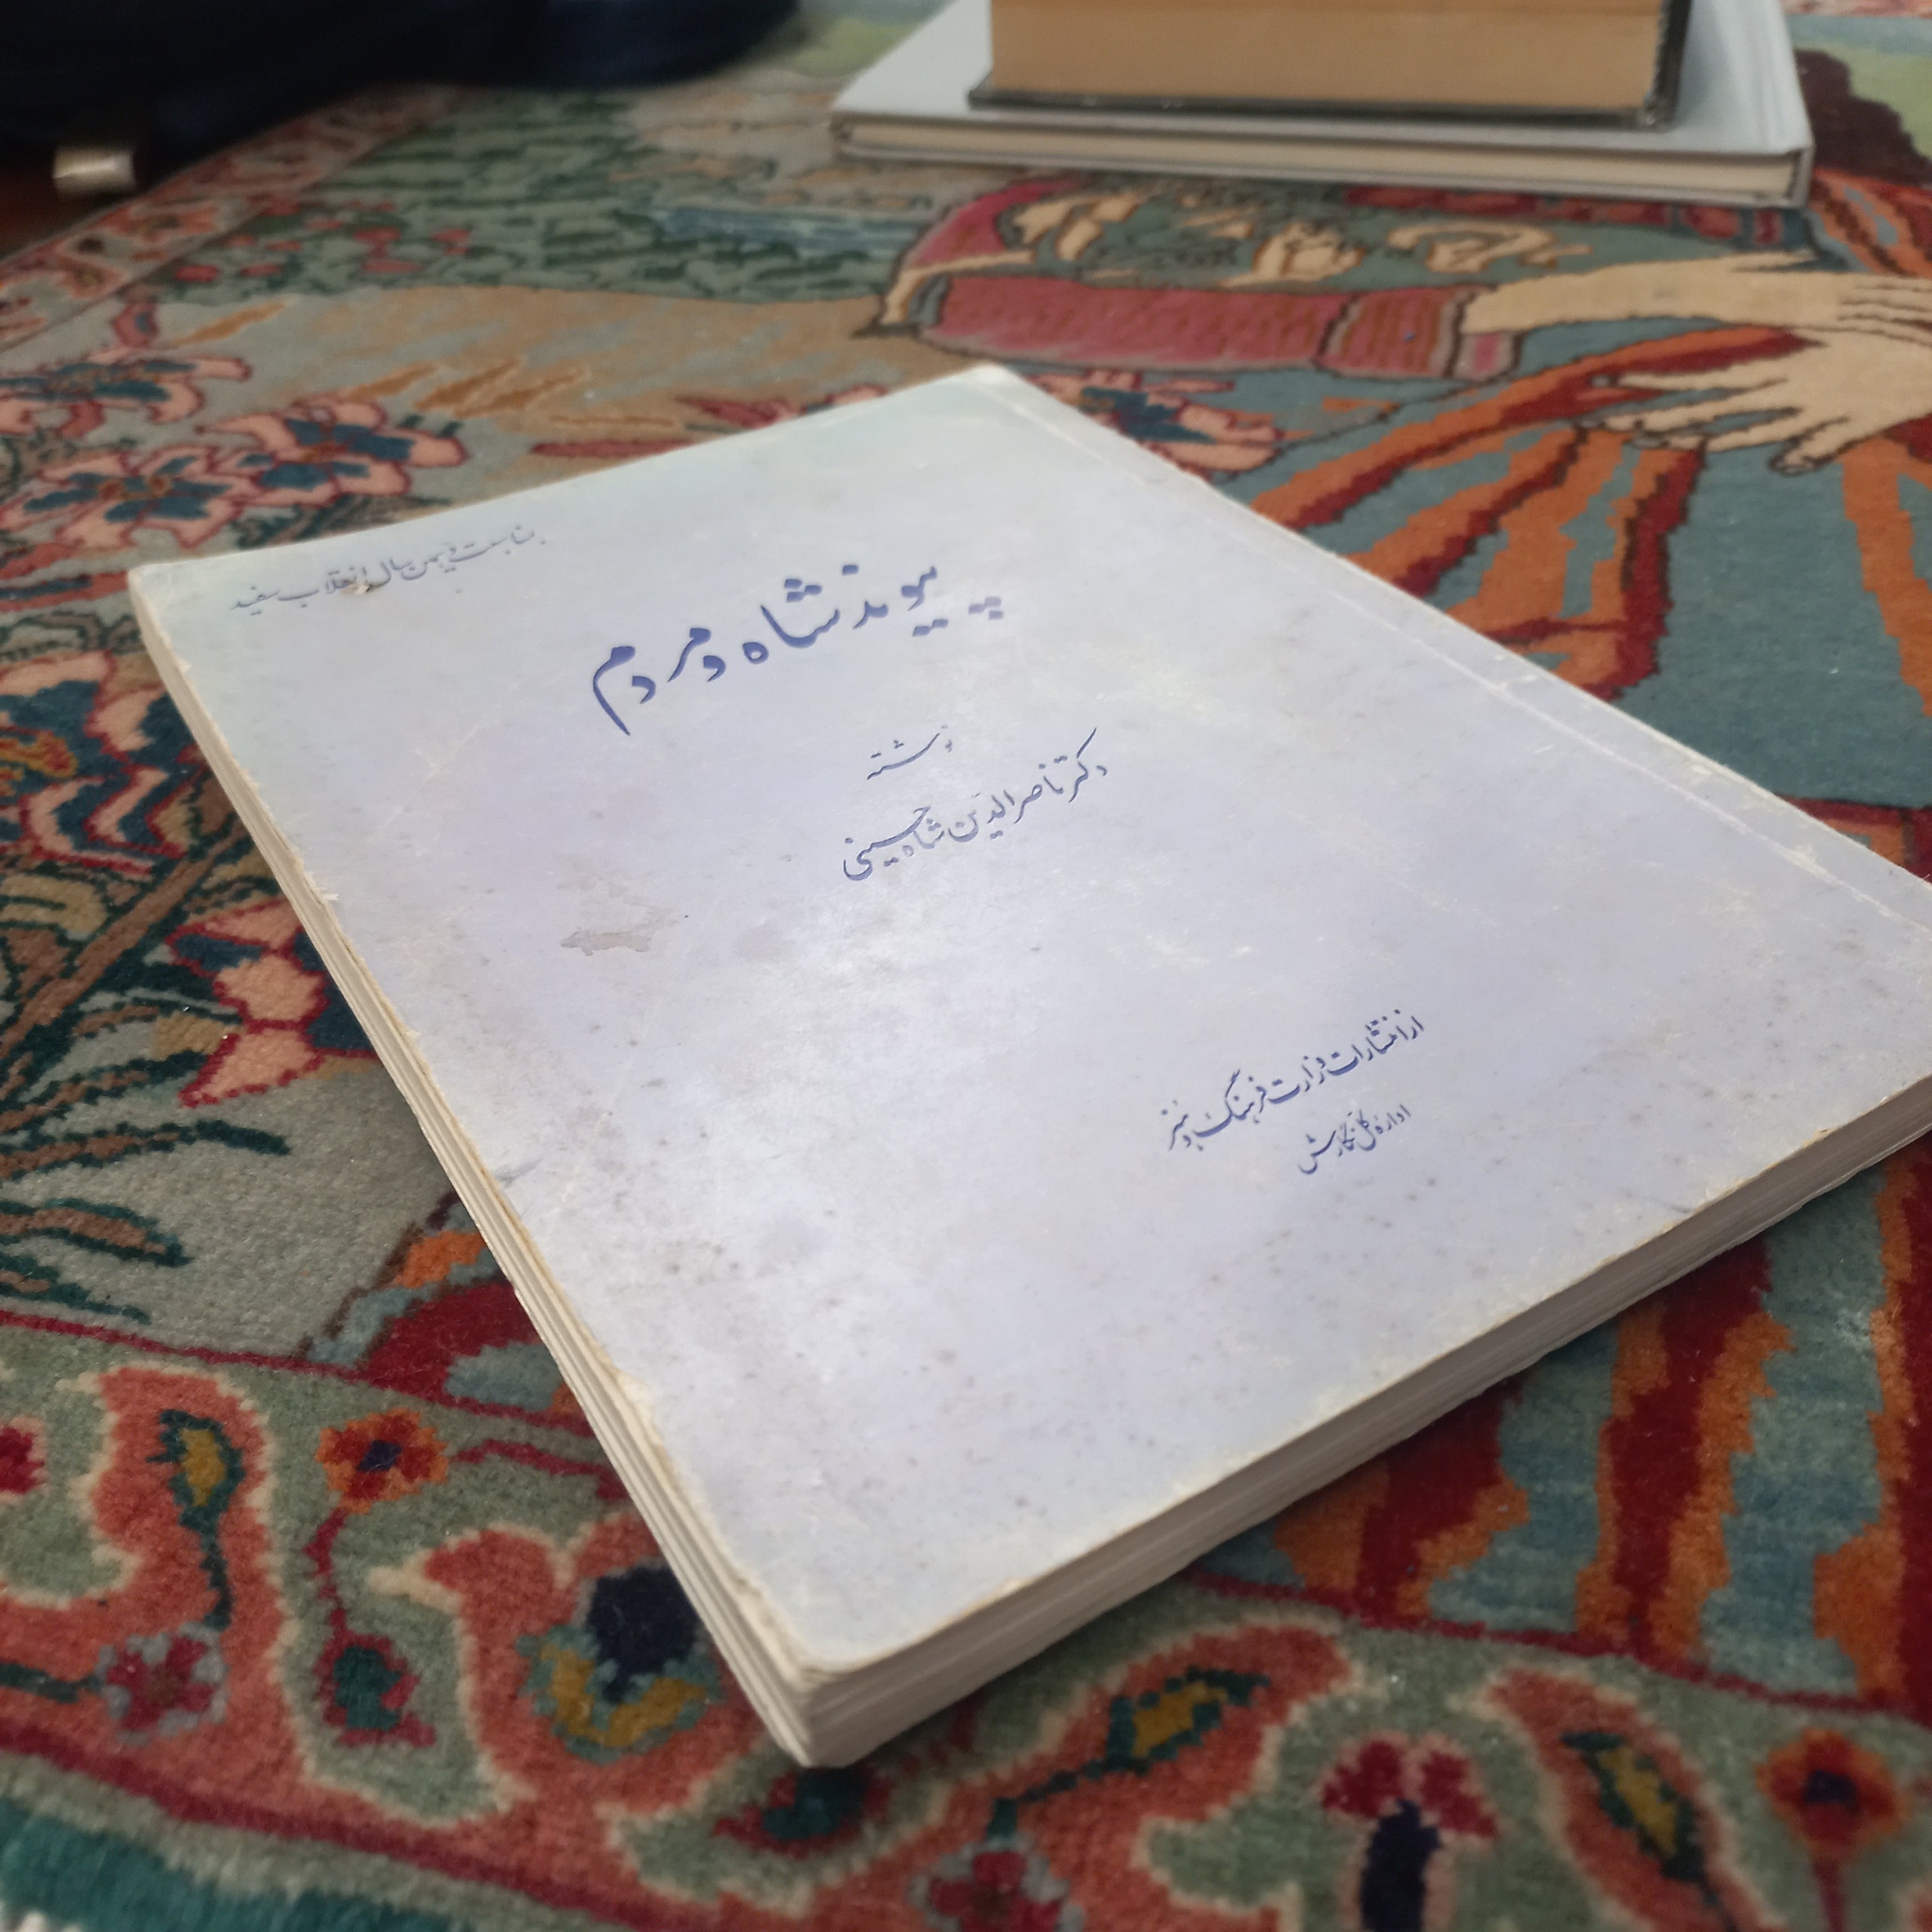 بمناسبت دهمین سال انقلاب سفید
پیوند شاه و مردم
نوشته
دکتر ناصرالدین شاه حسینی
از انتشارات وزارت فرهنگ و هنر
اداره کل نگارش